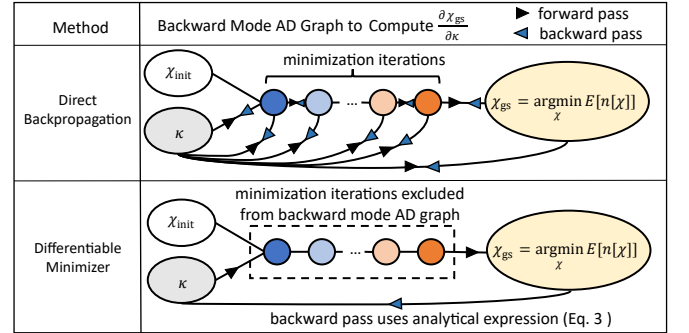 Method
Backward Mode AD Graph to Compute ∂χgs/∂κ
forward pass
backward pass
Direct
Backpropagation
χinit
κ
minimization iterations
...
χgs = argmin E[n[χ]]
χ
Differentiable
Minimizer
minimization iterations excluded
from backward mode AD graph
χinit
κ
...
χgs = argmin E[n[χ]]
χ
backward pass uses analytical expression (Eq. 3 )